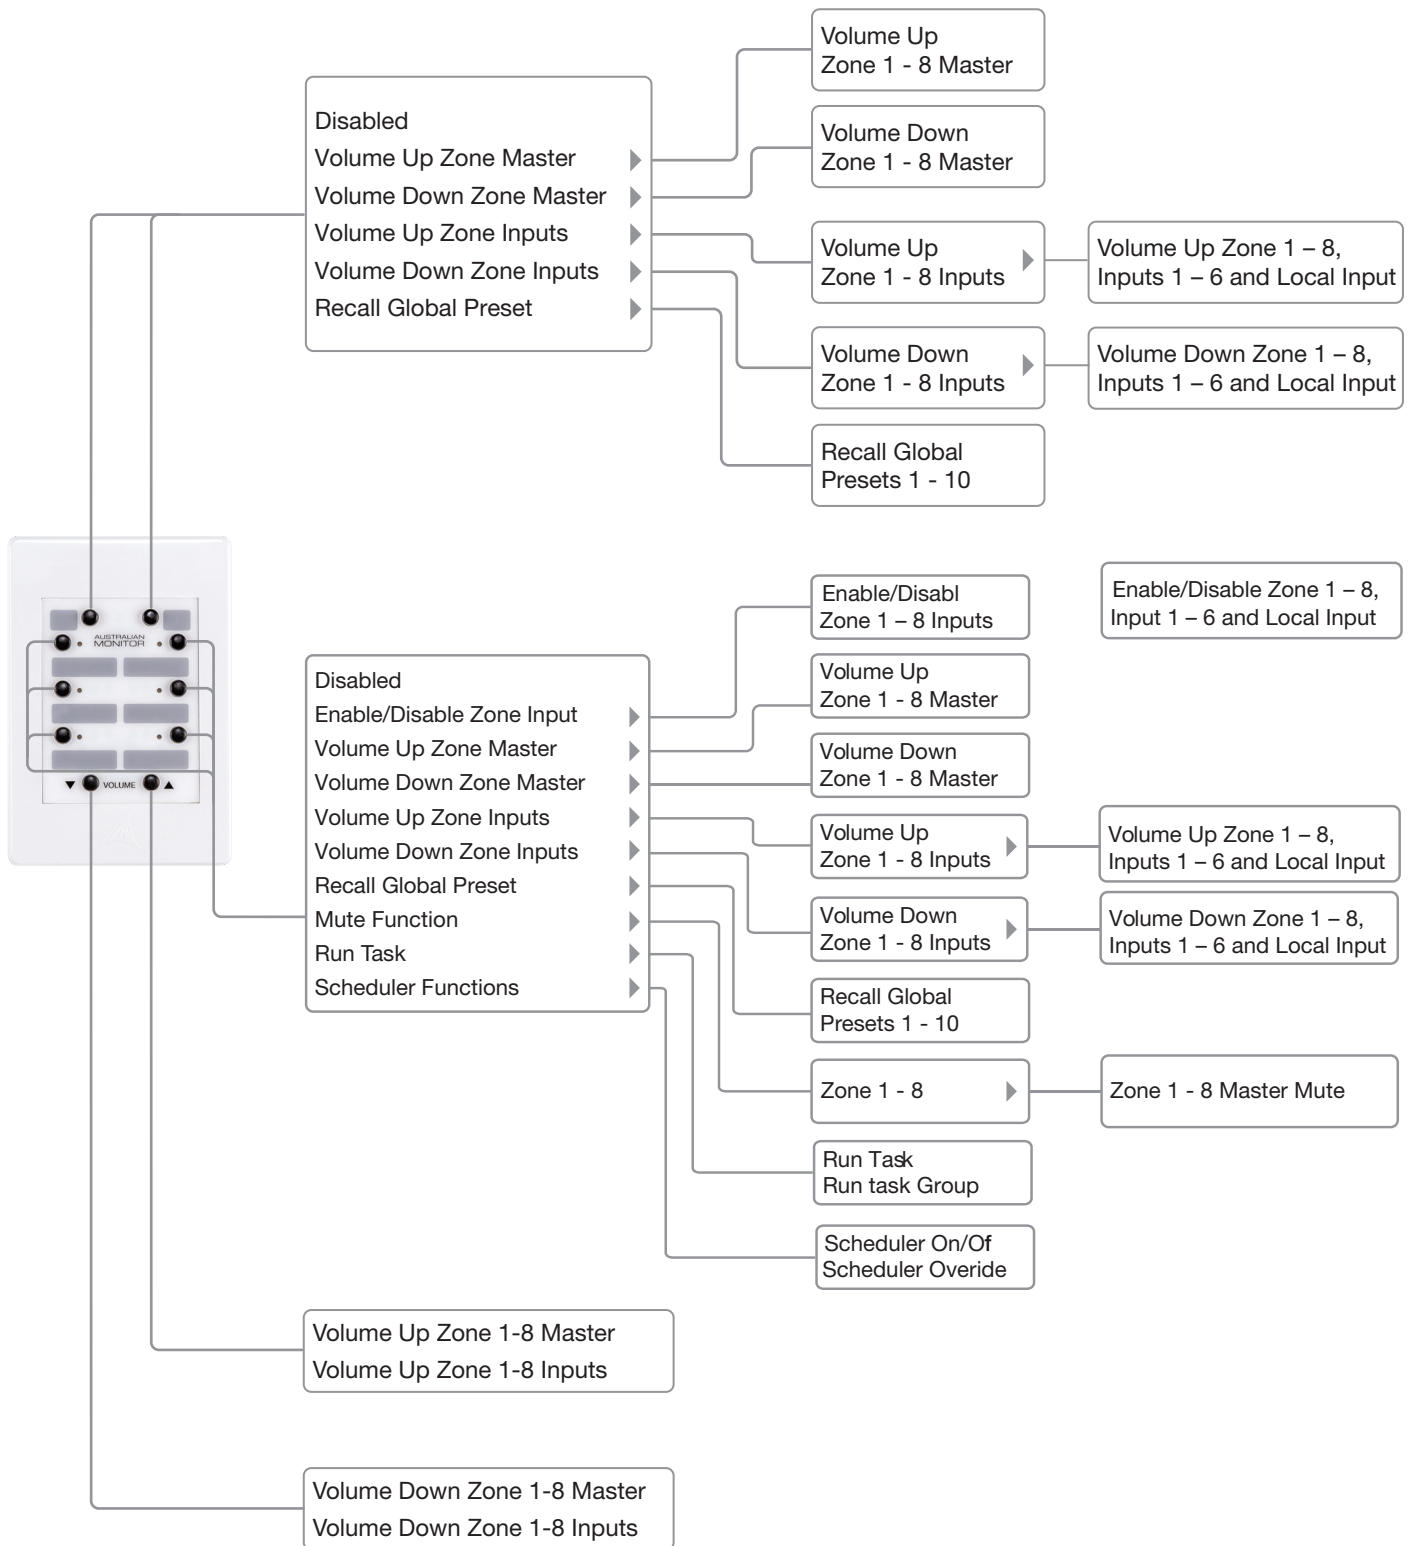 Volume Up
Zone 1 - 8 Master
Disabled
Volume Up Zone Master
Volume Down Zone Master
Volume Up Zone Inputs
Volume Down Zone Inputs
Recall Global Preset
Volume Down
Zone 1 - 8 Master
Volume Up
Zone 1 - 8 Inputs
Volume Up Zone 1 – 8,
Inputs 1 – 6 and Local Input
Volume Down
Zone 1 - 8 Inputs
Volume Down Zone 1 – 8,
Inputs 1 – 6 and Local Input
Recall Global
Presets 1 - 10
AUSTRALIAN
MONITOR
VOLUME
Disabled
Enable/Disable Zone Input
Volume Up Zone Master
Volume Down Zone Master
Volume Up Zone Inputs
Volume Down Zone Inputs
Recall Global Preset
Mute Function
Run Task
Scheduler Functions
Enable/Disabl
Zone 1 – 8 Inputs
Enable/Disable Zone 1 – 8,
Input 1 – 6 and Local Input
Volume Up
Zone 1 - 8 Master
Volume Down
Zone 1 - 8 Master
Volume Up
Zone 1 - 8 Inputs
Volume Up Zone 1 – 8,
Inputs 1 – 6 and Local Input
Volume Down
Zone 1 - 8 Inputs
Volume Down Zone 1 – 8,
Inputs 1 – 6 and Local Input
Recall Global
Presets 1 - 10
Zone 1 - 8
Zone 1 - 8 Master Mute
Run Task
Run task Group
Scheduler On/Of
Scheduler Overide
Volume Up Zone 1-8 Master
Volume Up Zone 1-8 Inputs
Volume Down Zone 1-8 Master
Volume Down Zone 1-8 Inputs